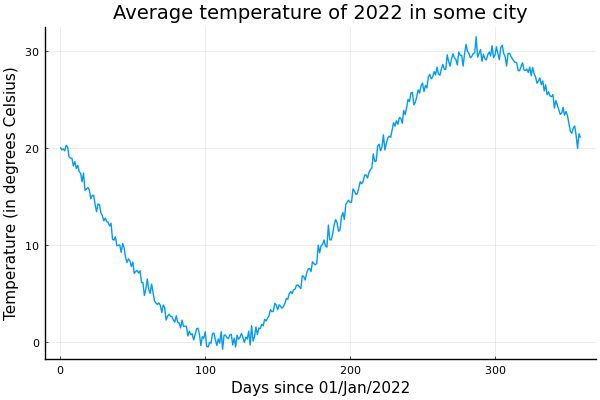 Average temperature of 2022 in some city
Temperature (in degrees Celsius)
30
20
10
0
0 100 200 300
Days since 01/Jan/2022